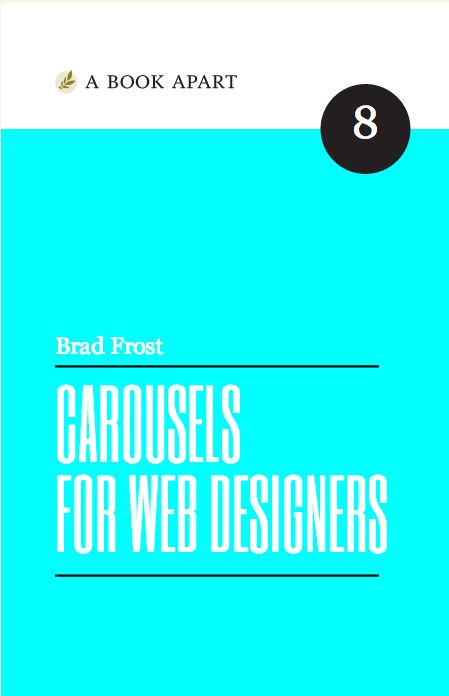 A BOOK APART
8
Brad Frost
CAROUSELS
FOR WEB DESIGNERS